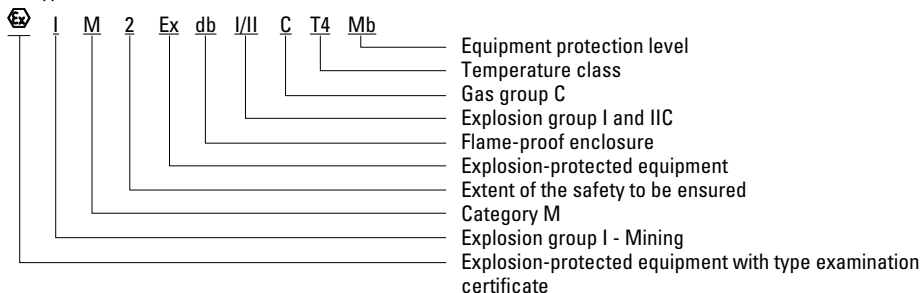 Ex I M 2 Ex db I/II C T4 Mb
Equipment protection level
Temperature class
Gas group C
Explosion group I and IIC
Flame-proof enclosure
Explosion-protected equipment
Extent of the safety to be ensured
Category M
Explosion group I - Mining
Explosion-protected equipment with type examination
certificate